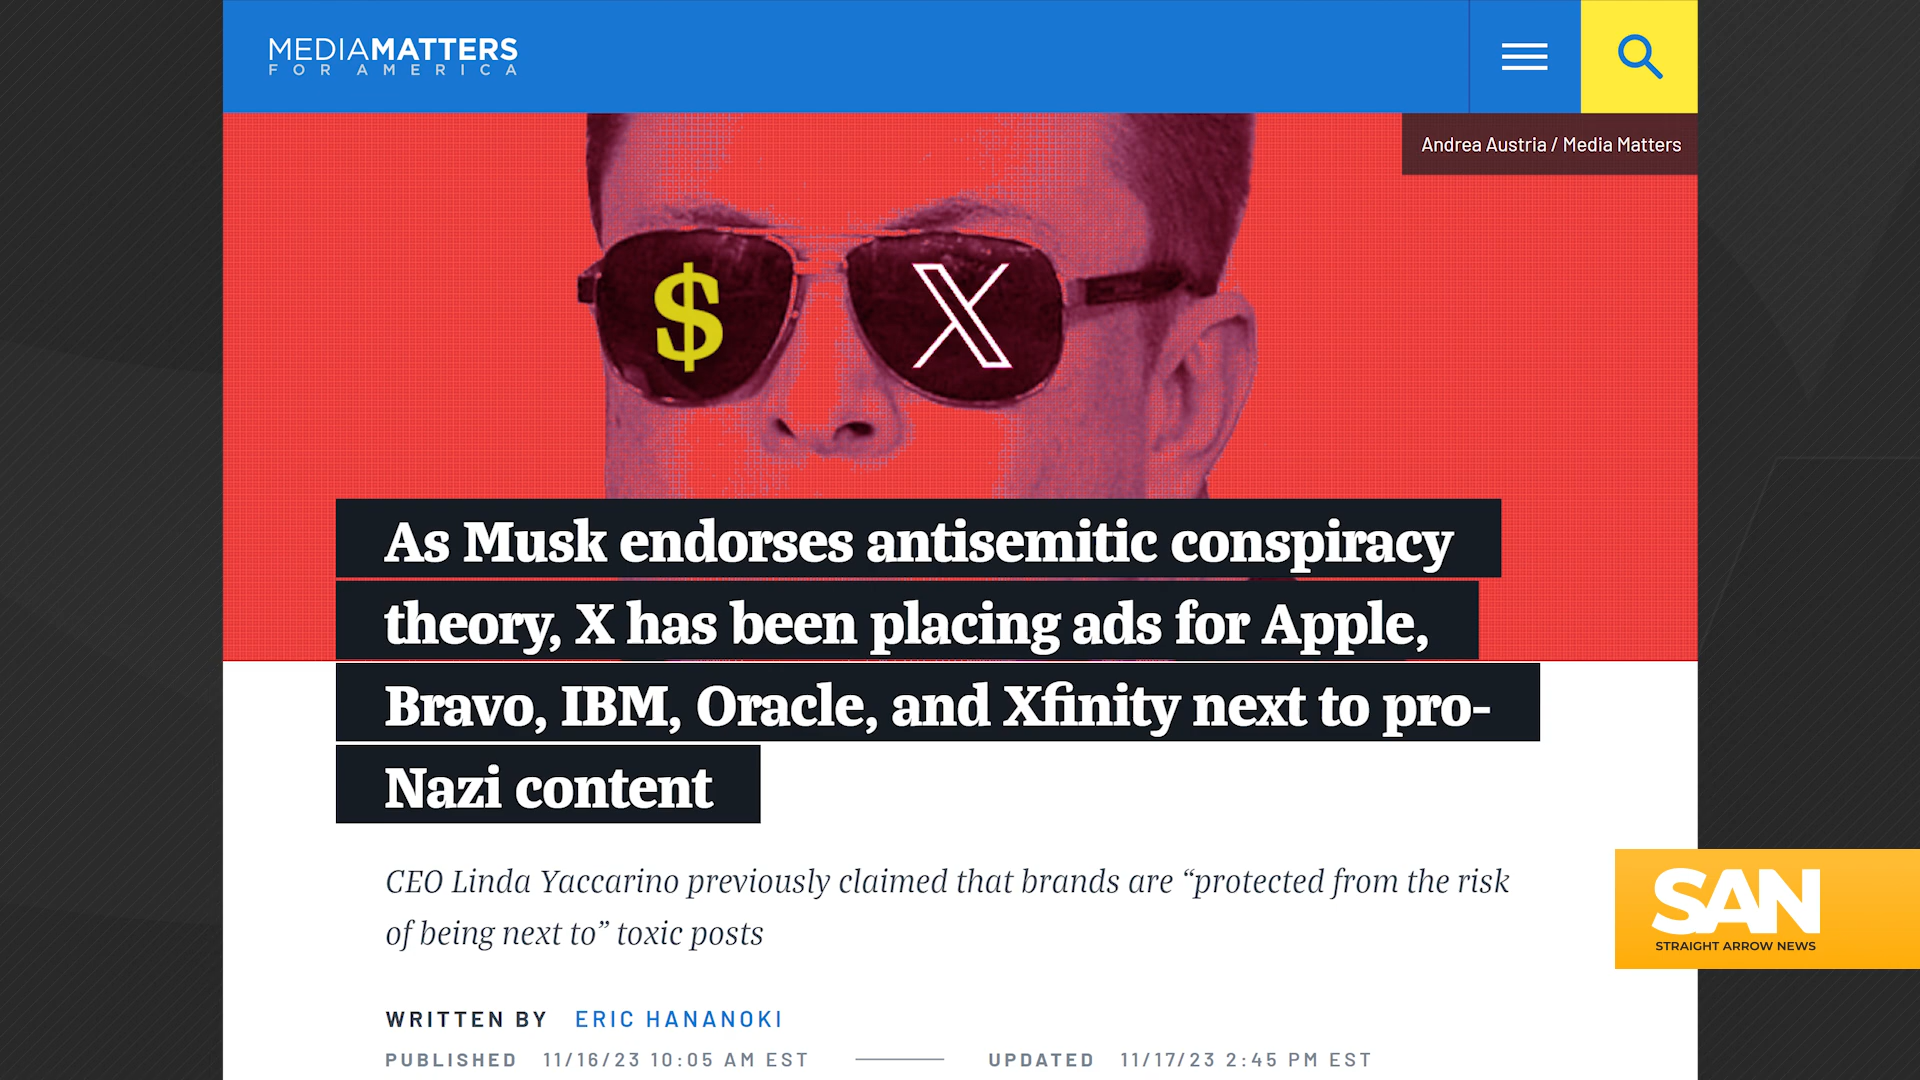 MEDIAMATTERS
FOR AMERICA
Andrea Austria / Media Matters
$ X
As Musk endorses antisemitic conspiracy
theory, X has been placing ads for Apple,
Bravo, IBM, Oracle, and Xfinity next to pro-
Nazi content
CEO Linda Yaccarino previously claimed that brands are “protected from the risk
of being next to” toxic posts
SAN
STRAIGHT ARROW NEWS
WRITTEN BY ERIC HANANOKI
PUBLISHED 11/16/23 10:05 AM EST UPDATED 11/17/23 2:45 PM EST